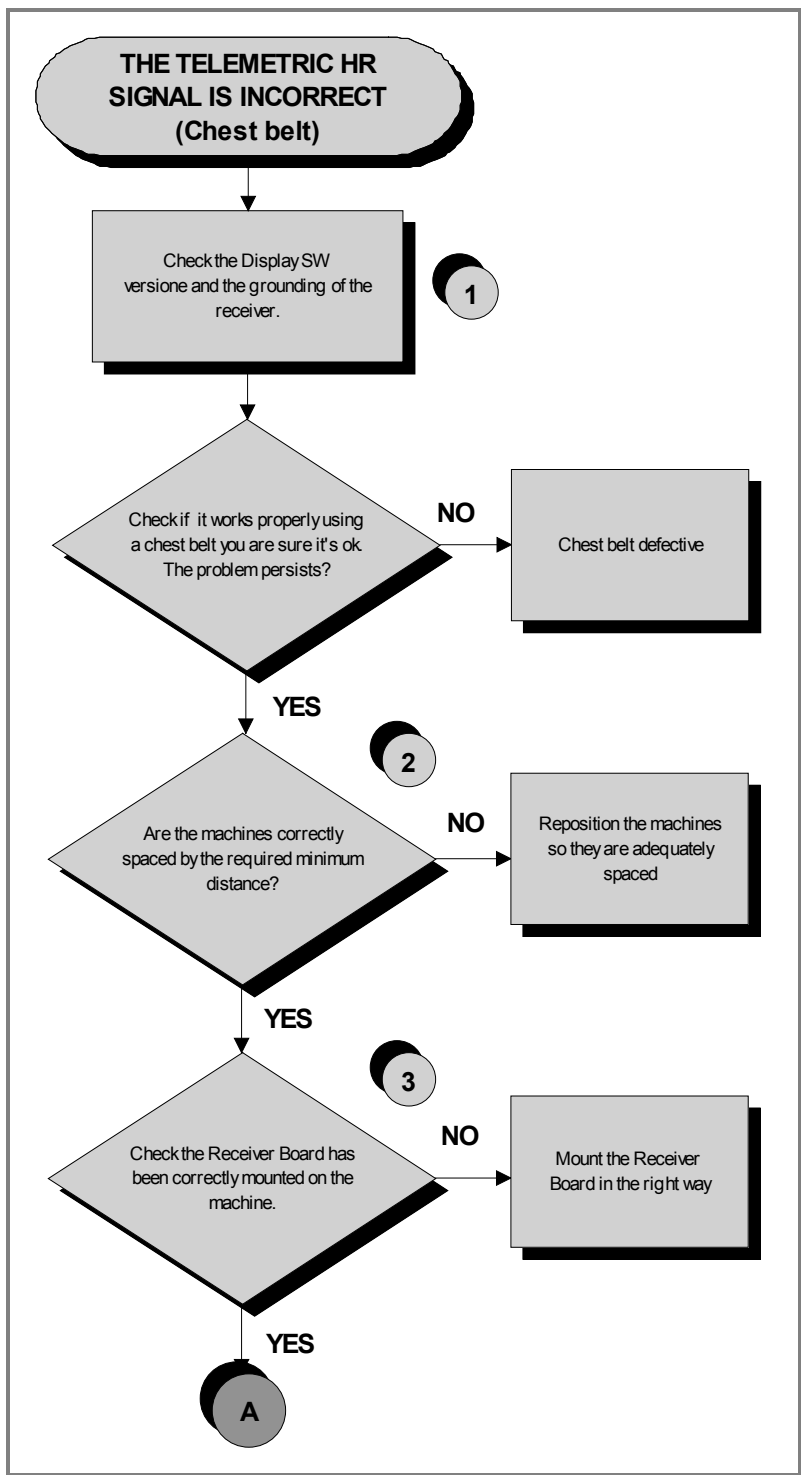 THE TELEMETRIC HR
SIGNAL IS INCORRECT
(Chest belt)
Check the Display SW
versione and the grounding of the
receiver.
1
Check if it works properly using
a chest belt you are sure it's ok.
The problem persists?
NO
Chest belt defective
YES
2
Are the machines correctly
spaced by the required minimum
distance?
NO
Reposition the machines
so they are adequately
spaced
YES
3
Check the Receiver Board has
been correctly mounted on the
machine.
NO
Mount the Receiver
Board in the right way
YES
A